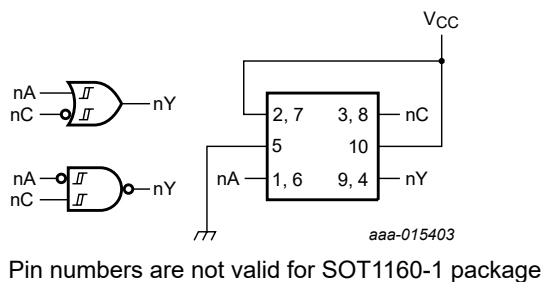 VCC
nA
nC
nY
2, 7
3, 8
nC
5
10
nA
nC
nY
nA
1, 6
9, 4
nY
aaa-015403
Pin numbers are not valid for SOT1160-1 package